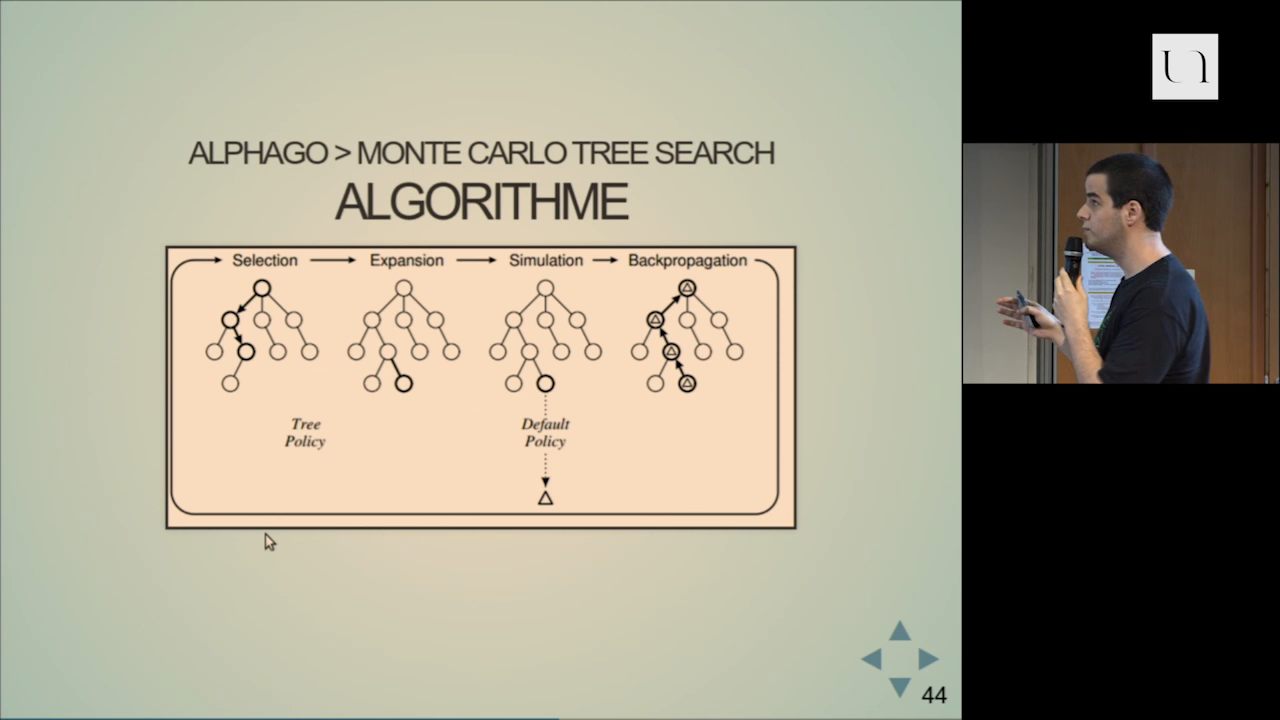 ALPHAGO > MONTE CARLO TREE SEARCH
ALGORITHME
Selection Expansion Simulation Backpropagation
Tree
Policy
Default
Policy
44